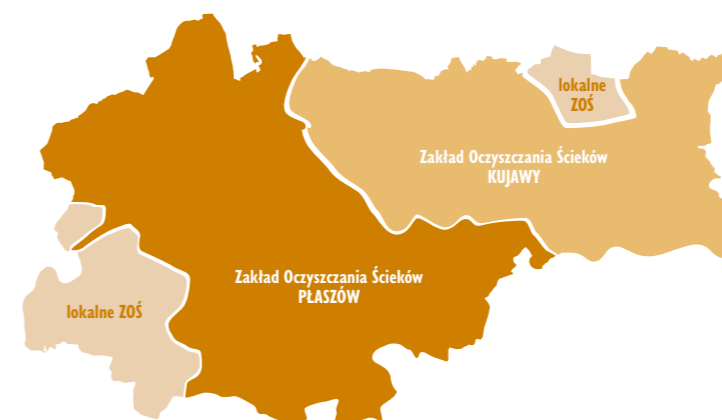 lokalne
ZOŚ
Zakład Oczyszczania Ścieków
KUJAWY
Zakład Oczyszczania Ścieków
PŁASZÓW
lokalne ZOŚ